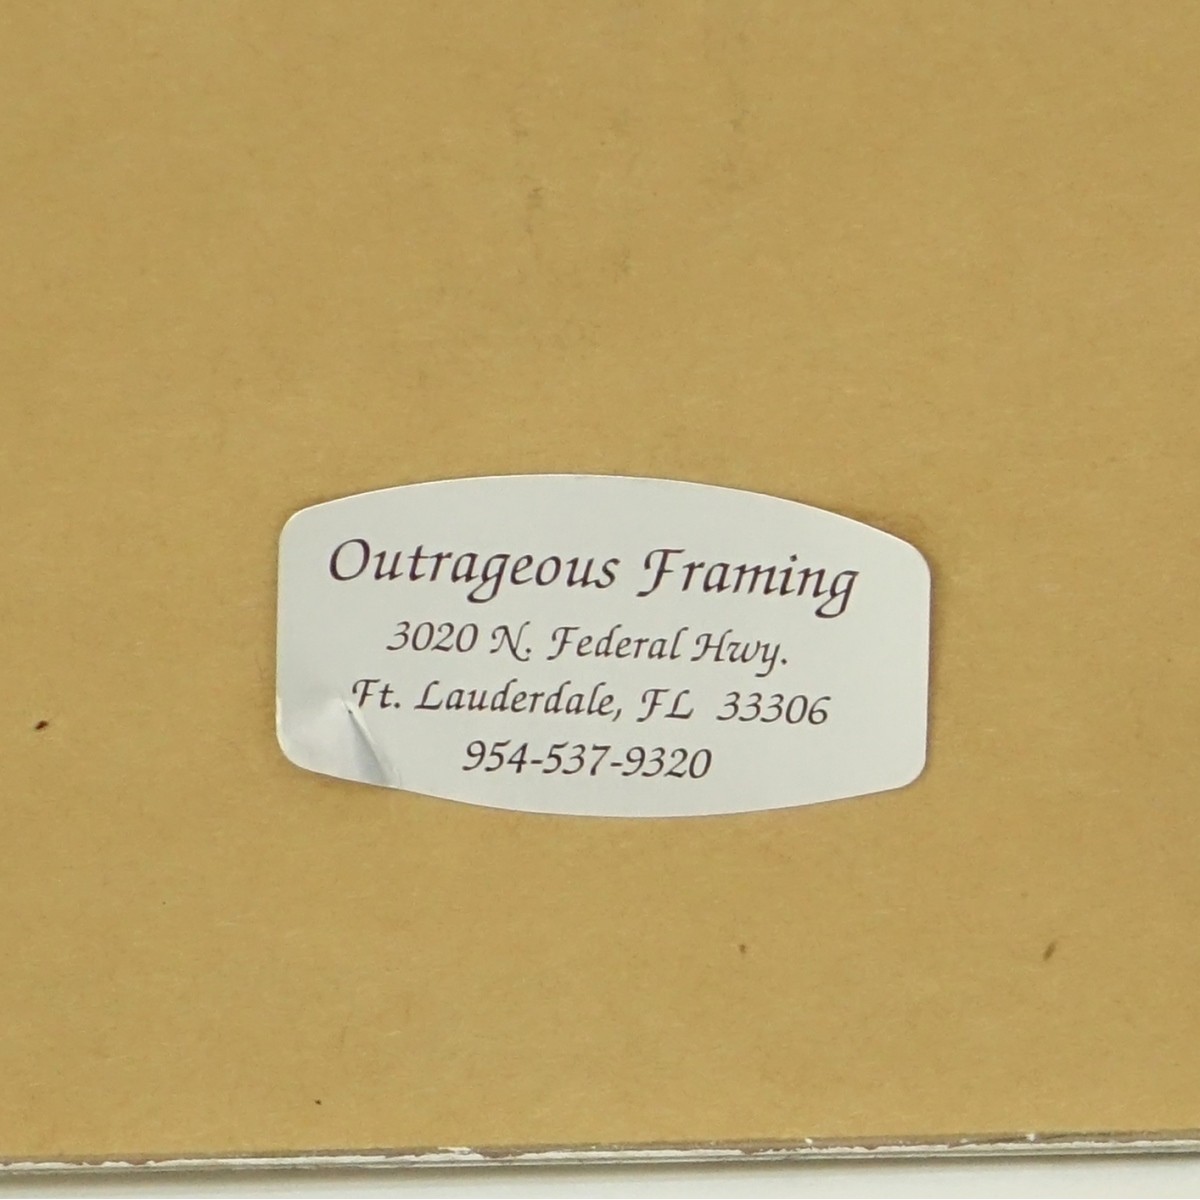 Outrageous Framing
3020 N. Federal Hwy.
Ft. Lauderdale, FL 33306
954-537-9320